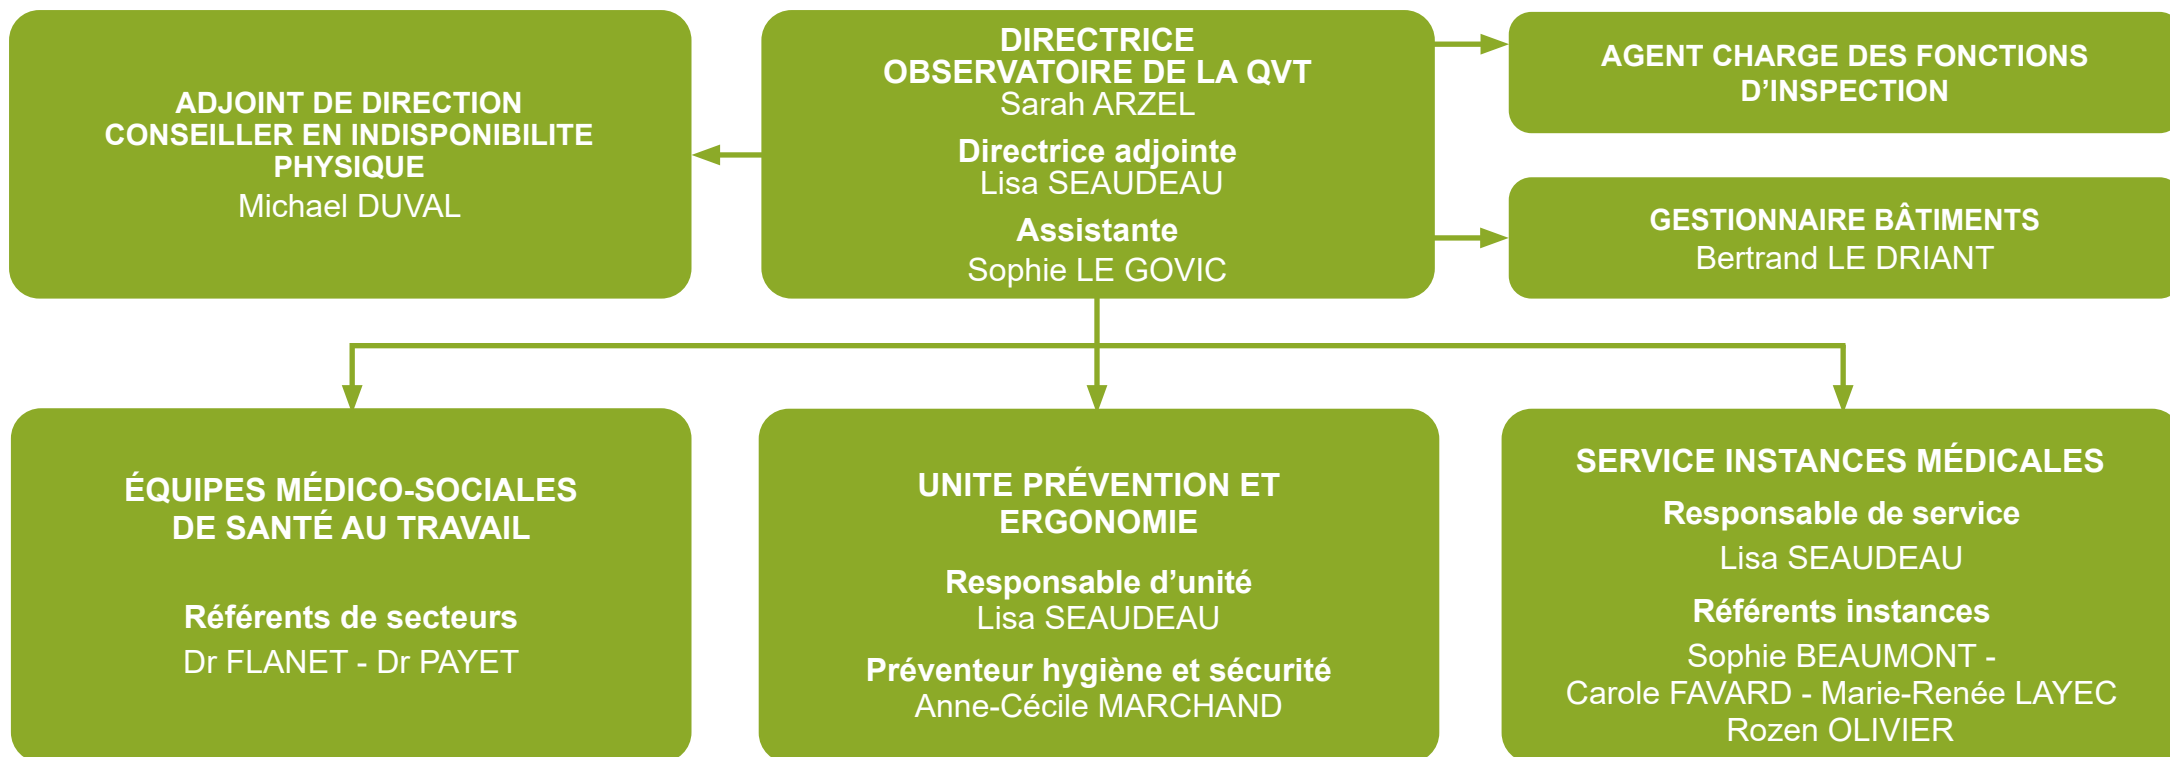 ADJOINT DE DIRECTION
CONSEILLER EN INDISPONIBILITE
PHYSIQUE
Michael DUVAL
DIRECTRICE
OBSERVATOIRE DE LA QVT
Sarah ARZEL
Directrice adjointe
Lisa SEAUDEAU
Assistante
Sophie LE GOVIC
AGENT CHARGE DES FONCTIONS
D’INSPECTION
GESTIONNAIRE BÂTIMENTS
Bertrand LE DRIANT
ÉQUIPES MÉDICO-SOCIALES
DE SANTÉ AU TRAVAIL
Référents de secteurs
Dr FLANET - Dr PAYET
UNITE PRÉVENTION ET
ERGONOMIE
Responsable d’unité
Lisa SEAUDEAU
Préventeur hygiène et sécurité
Anne-Cécile MARCHAND
SERVICE INSTANCES MÉDICALES
Responsable de service
Lisa SEAUDEAU
Référents instances
Sophie BEAUMONT -
Carole FAVARD - Marie-Renée LAYEC
Rozen OLIVIER